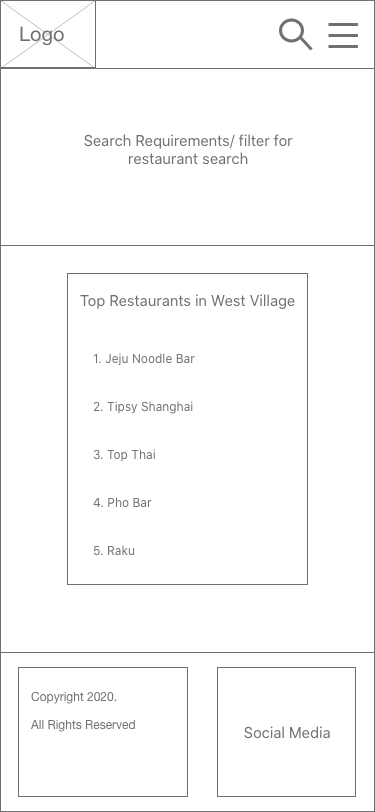 Logo
Search Requirements/ filter for
restaurant search
Top Restaurants in West Village
1. Jeju Noodle Bar
2. Tipsy Shanghai
3. Top Thai
4. Pho Bar
5. Raku
Copyright 2020.
All Rights Reserved
Social Media